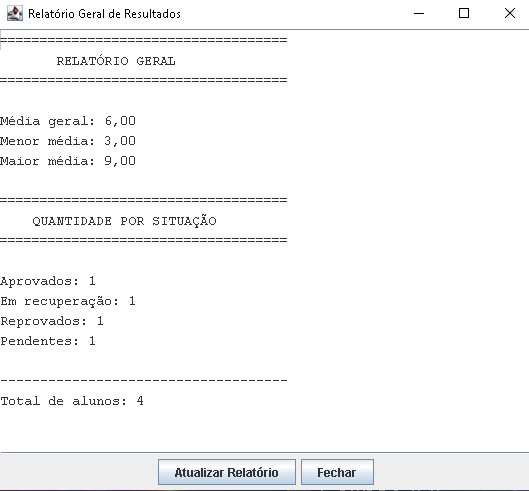 Relatório Geral de Resultados
====================================
RELATÓRIO GERAL
====================================
Média geral: 6,00
Menor média: 3,00
Maior média: 9,00
====================================
QUANTIDADE POR SITUAÇÃO
====================================
Aprovados: 1
Em recuperação: 1
Reprovados: 1
Pendentes: 1
------------------------------------
Total de alunos: 4
Atualizar Relatório
Fechar